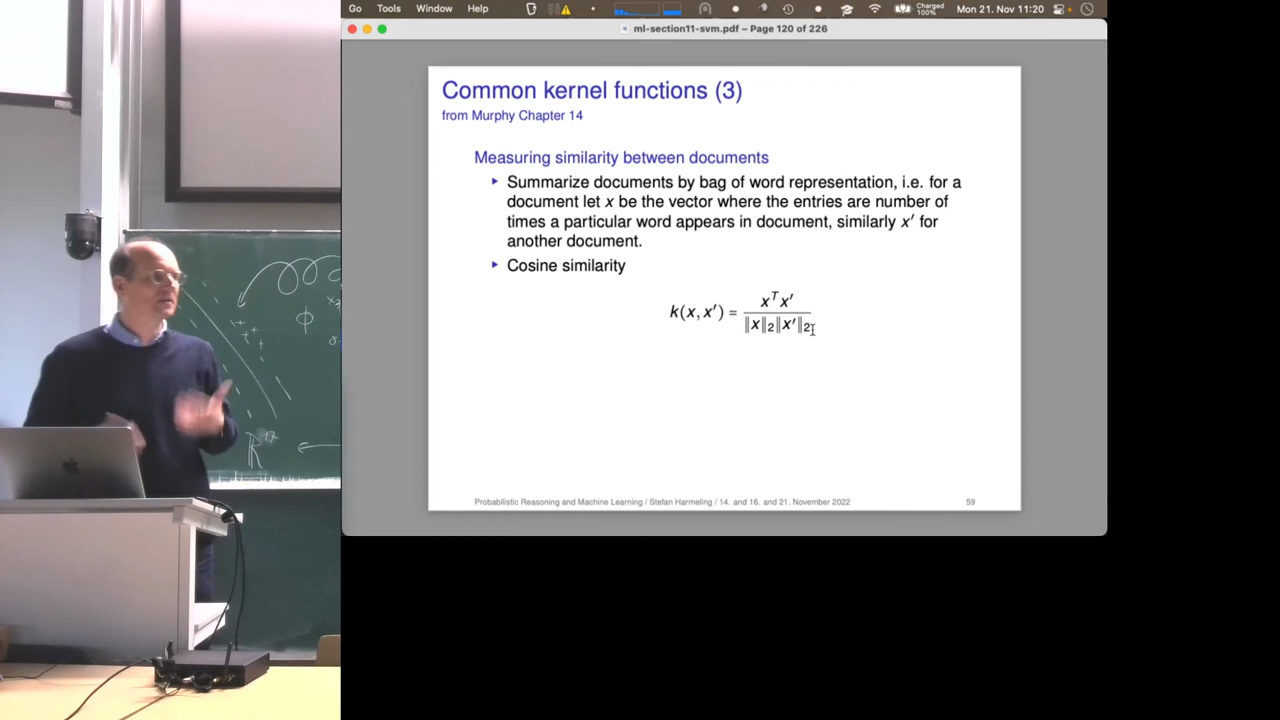 Go Tools Window Help Charged 100% Mon 21. Nov 11:20
ml-section11-svm.pdf – Page 120 of 226
Common kernel functions (3)
from Murphy Chapter 14
Measuring similarity between documents
▸ Summarize documents by bag of word representation, i.e. for a
document let x be the vector where the entries are number of
times a particular word appears in document, similarly x′ for
another document.
▸ Cosine similarity
k(x, x′) = xᵀx′ / ‖x‖₂‖x′‖₂
Probabilistic Reasoning and Machine Learning / Stefan Harmeling / 14. and 16. and 21. November 2022 59
ϕ